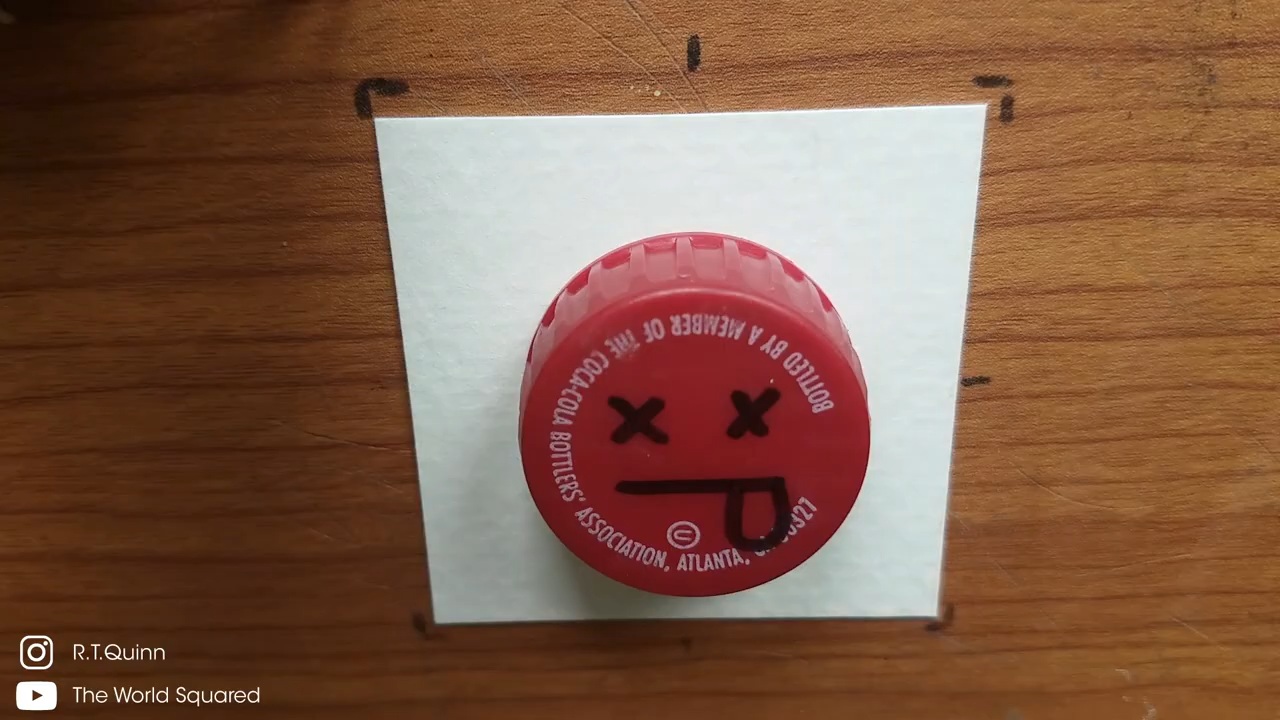 BOTTLED BY A MEMBER OF THE COCA-COLA BOTTLERS' ASSOCIATION, ATLANTA,
R.T.Quinn
The World Squared